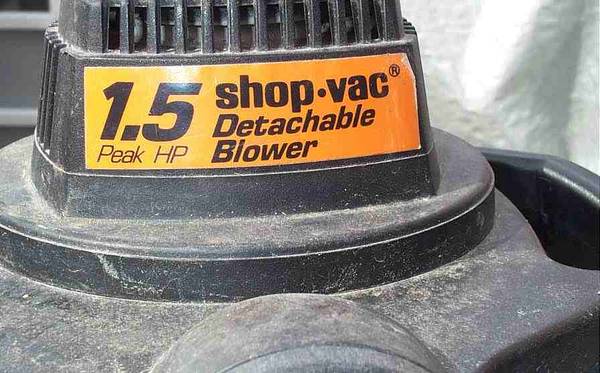 1.5
Peak HP
shop·vac®
Detachable
Blower